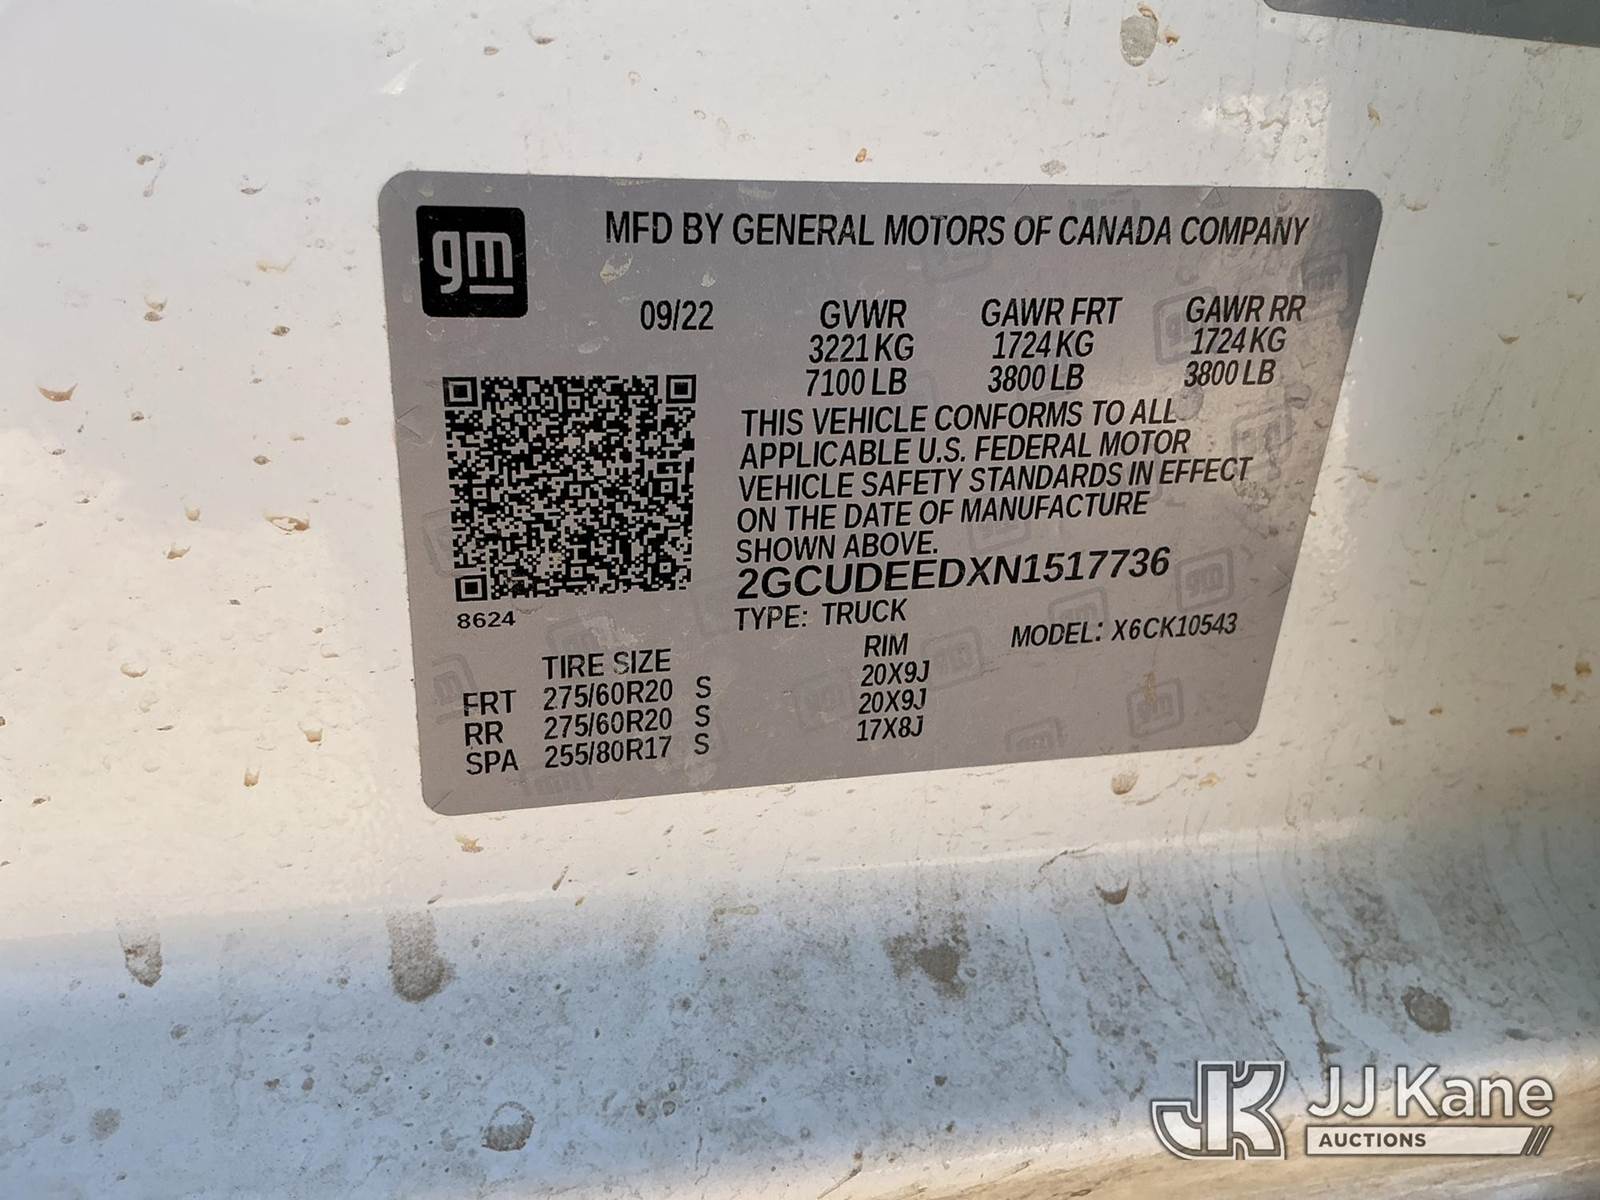 gm
MFD BY GENERAL MOTORS OF CANADA COMPANY
09/22 GVWR GAWR FRT GAWR RR
3221 KG 1724 KG 1724 KG
7100 LB 3800 LB 3800 LB
THIS VEHICLE CONFORMS TO ALL
APPLICABLE U.S. FEDERAL MOTOR
VEHICLE SAFETY STANDARDS IN EFFECT
ON THE DATE OF MANUFACTURE
SHOWN ABOVE.
2GCUDEEDXN1517736
8624
TYPE: TRUCK
MODEL: X6CK10543
TIRE SIZE RIM
FRT 275/60R20 S 20X9J
RR 275/60R20 S 20X9J
SPA 255/80R17 S 17X8J
JK JJ Kane
AUCTIONS